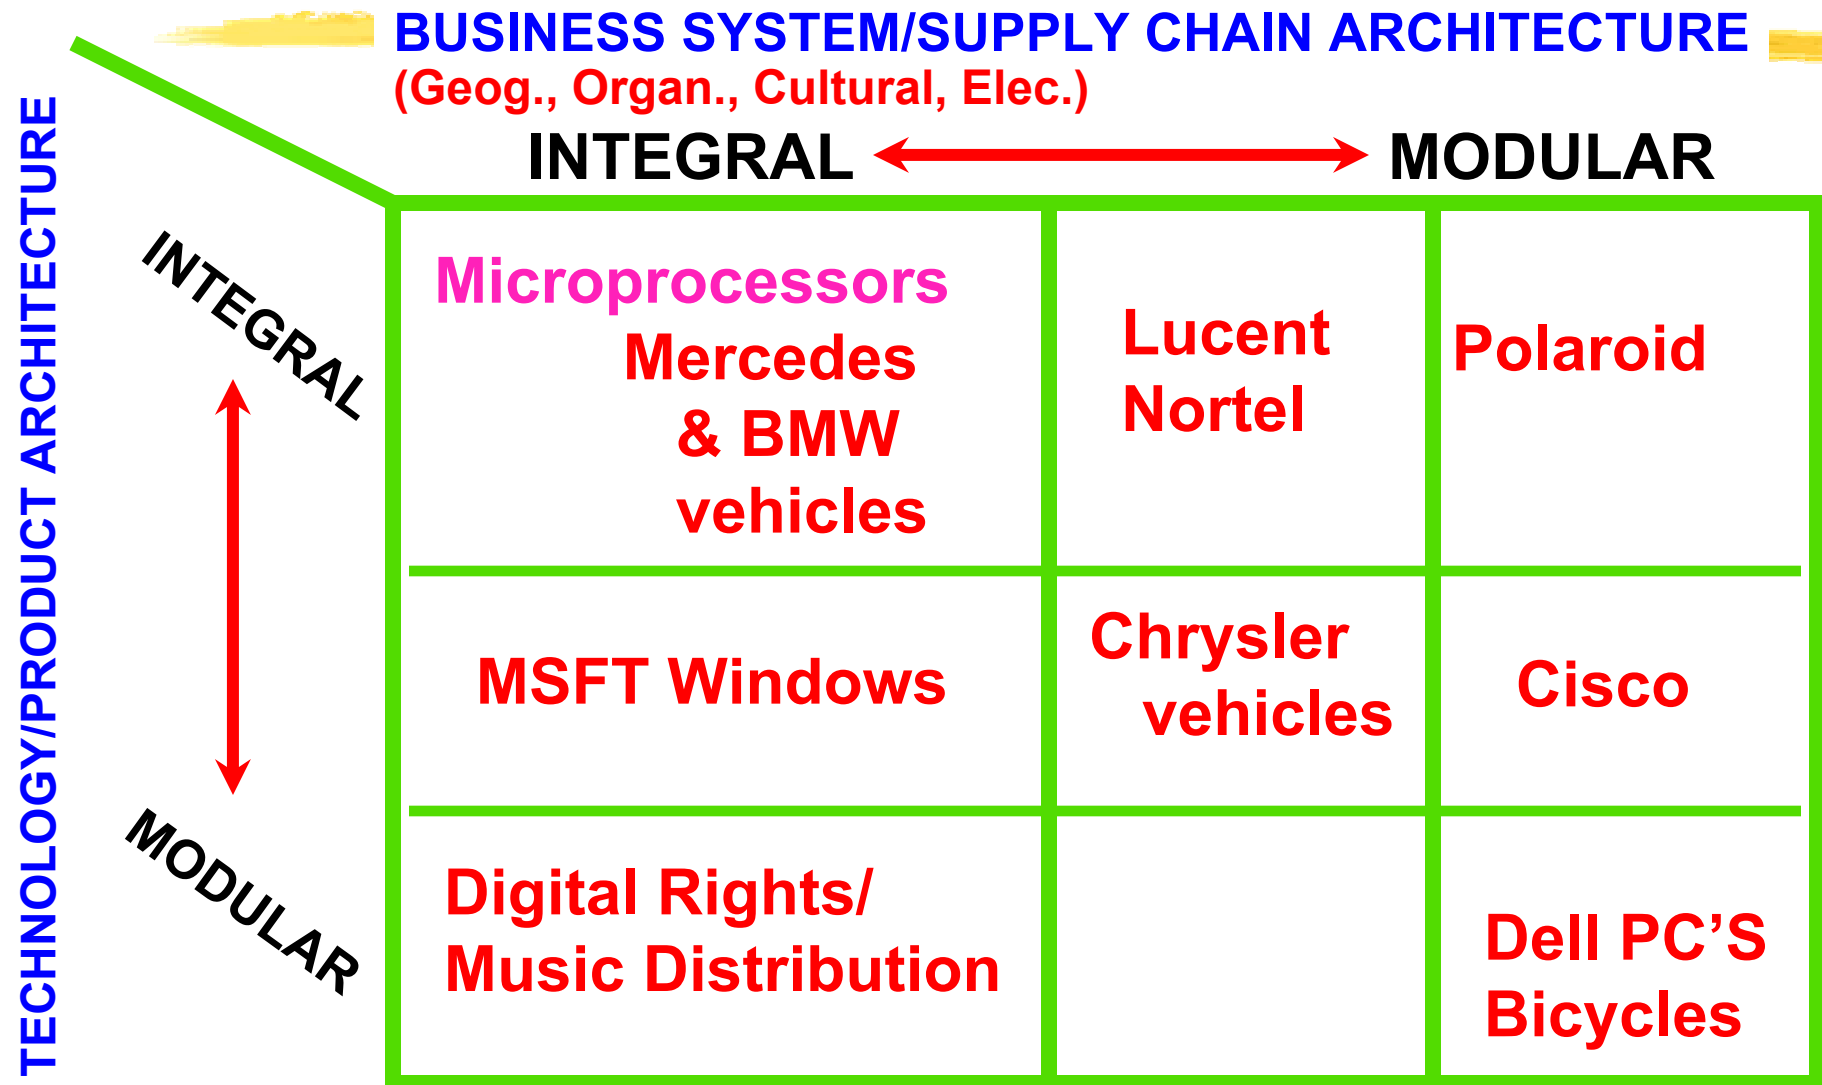 BUSINESS SYSTEM/SUPPLY CHAIN ARCHITECTURE
(Geog., Organ., Cultural, Elec.)
INTEGRAL
MODULAR
TECHNOLOGY/PRODUCT ARCHITECTURE
INTEGRAL
MODULAR
Microprocessors
Mercedes
& BMW
vehicles
Lucent
Nortel
Polaroid
MSFT Windows
Chrysler
vehicles
Cisco
Digital Rights/
Music Distribution
Dell PC’S
Bicycles